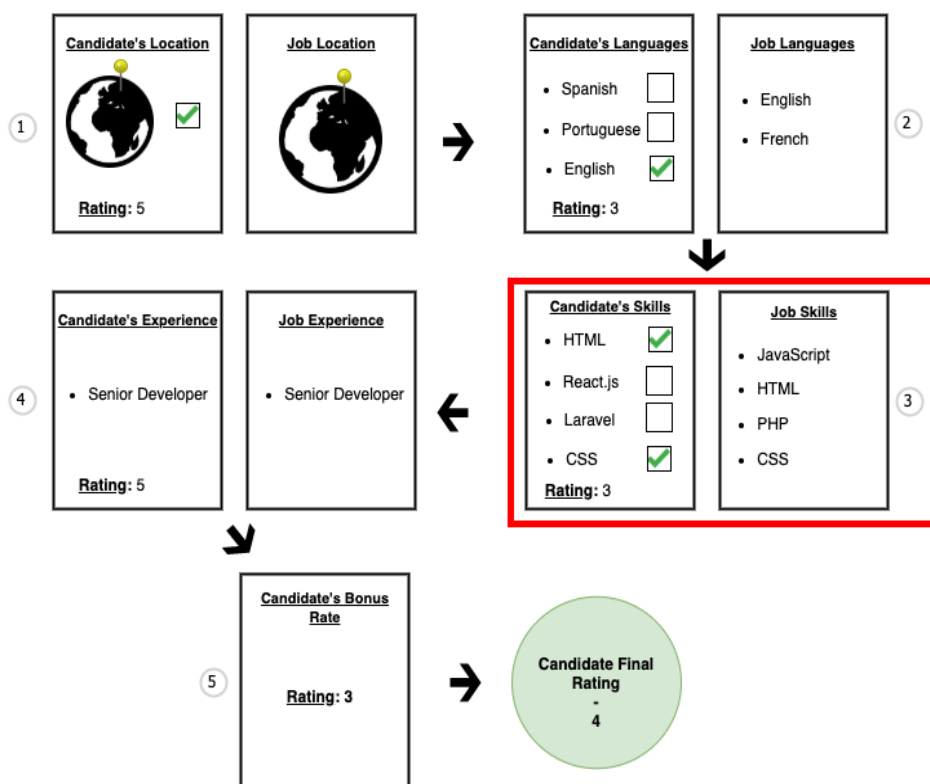 1
Candidate's Location
Rating: 5
Job Location
Candidate's Languages
• Spanish
• Portuguese
• English
Rating: 3
Job Languages
• English
• French
2
Candidate's Skills
• HTML
• React.js
• Laravel
• CSS
Rating: 3
Job Skills
• JavaScript
• HTML
• PHP
• CSS
3
4
Candidate's Experience
• Senior Developer
Rating: 5
Job Experience
• Senior Developer
5
Candidate's Bonus
Rate
Rating: 3
Candidate Final
Rating
-
4